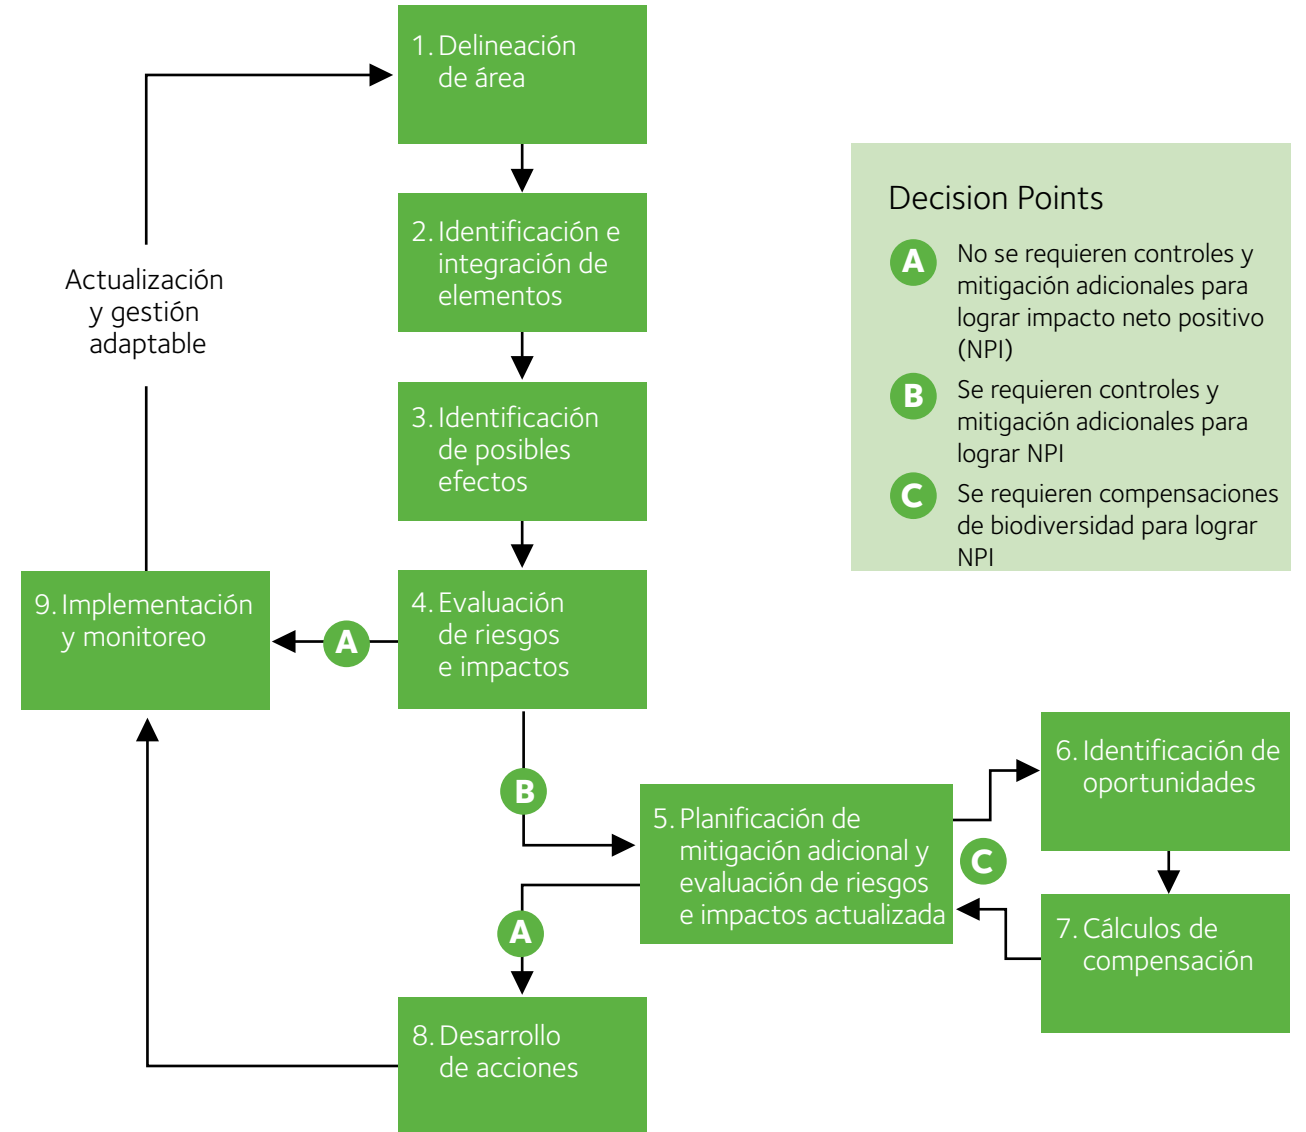 1. Delineación
de área
2. Identificación e
integración de
elementos
3. Identificación
de posibles
efectos
4. Evaluación
de riesgos
e impactos
9. Implementación
y monitoreo
Actualización
y gestión
adaptable
A
B
5. Planificación de
mitigación adicional y
evaluación de riesgos
e impactos actualizada
C
6. Identificación de
oportunidades
7. Cálculos de
compensación
A
8. Desarrollo
de acciones
Decision Points
A No se requieren controles y
mitigación adicionales para
lograr impacto neto positivo
(NPI)
B Se requieren controles y
mitigación adicionales para
lograr NPI
C Se requieren compensaciones
de biodiversidad para lograr
NPI